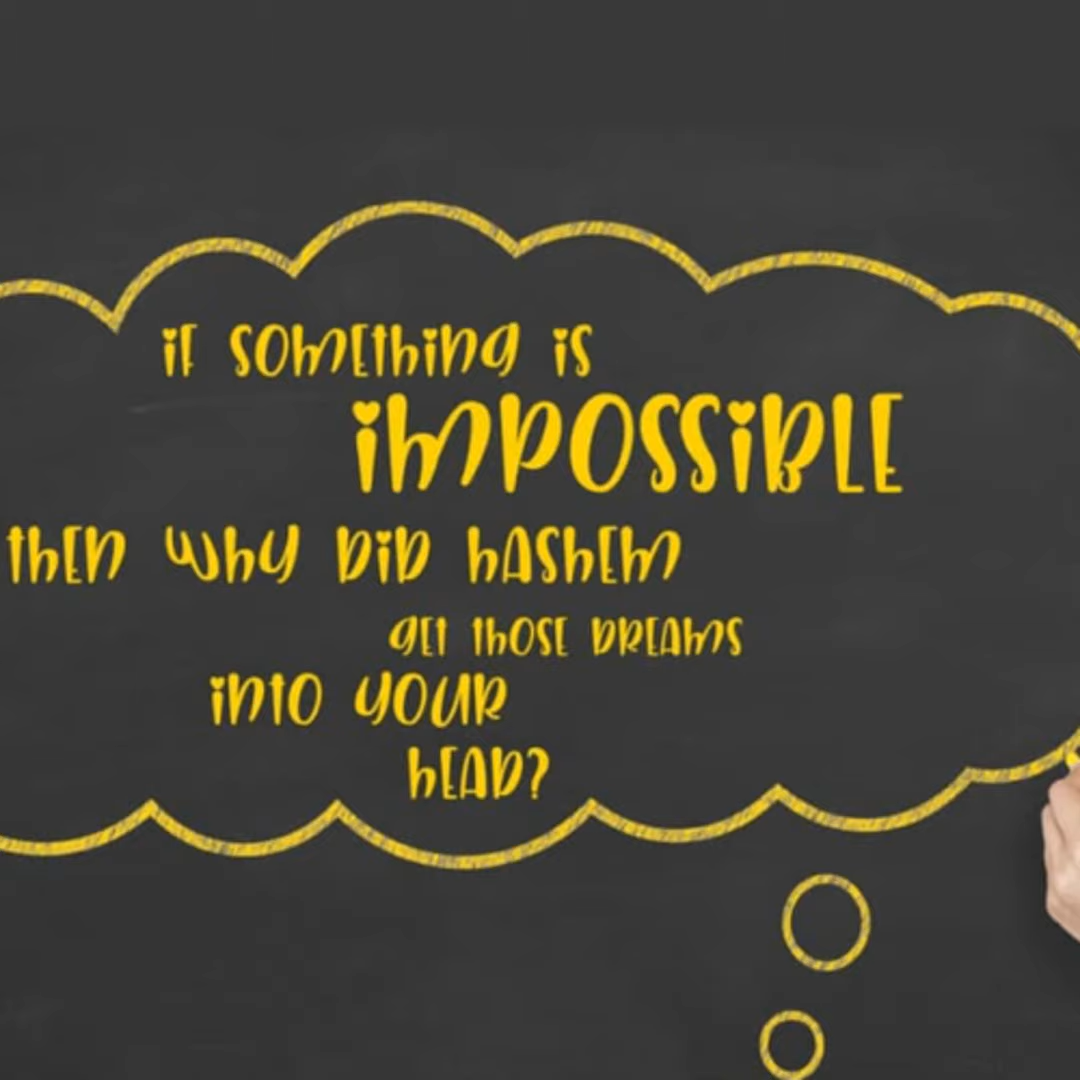 if something is
impossible
then why did hashem
get those dreams
into your
head?